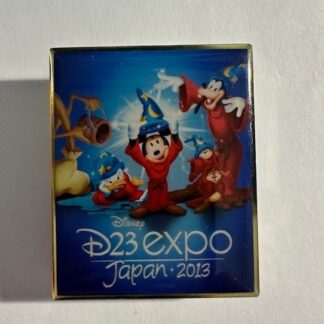 Disney
D23 EXPO
Japan • 2013